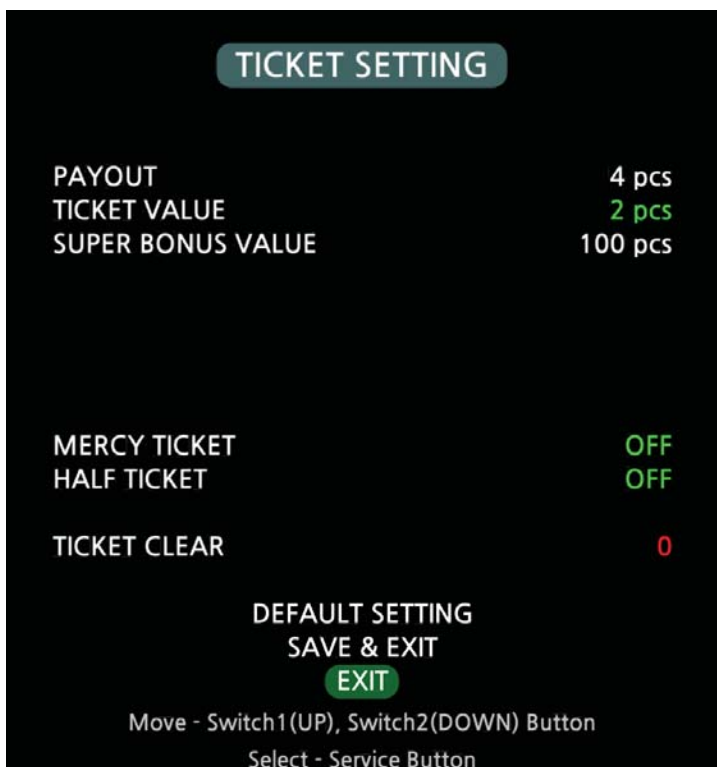 TICKET SETTING
PAYOUT 4 pcs
TICKET VALUE 2 pcs
SUPER BONUS VALUE 100 pcs
MERCY TICKET OFF
HALF TICKET OFF
TICKET CLEAR 0
DEFAULT SETTING
SAVE & EXIT
EXIT
Move - Switch1(UP), Switch2(DOWN) Button
Select - Service Button